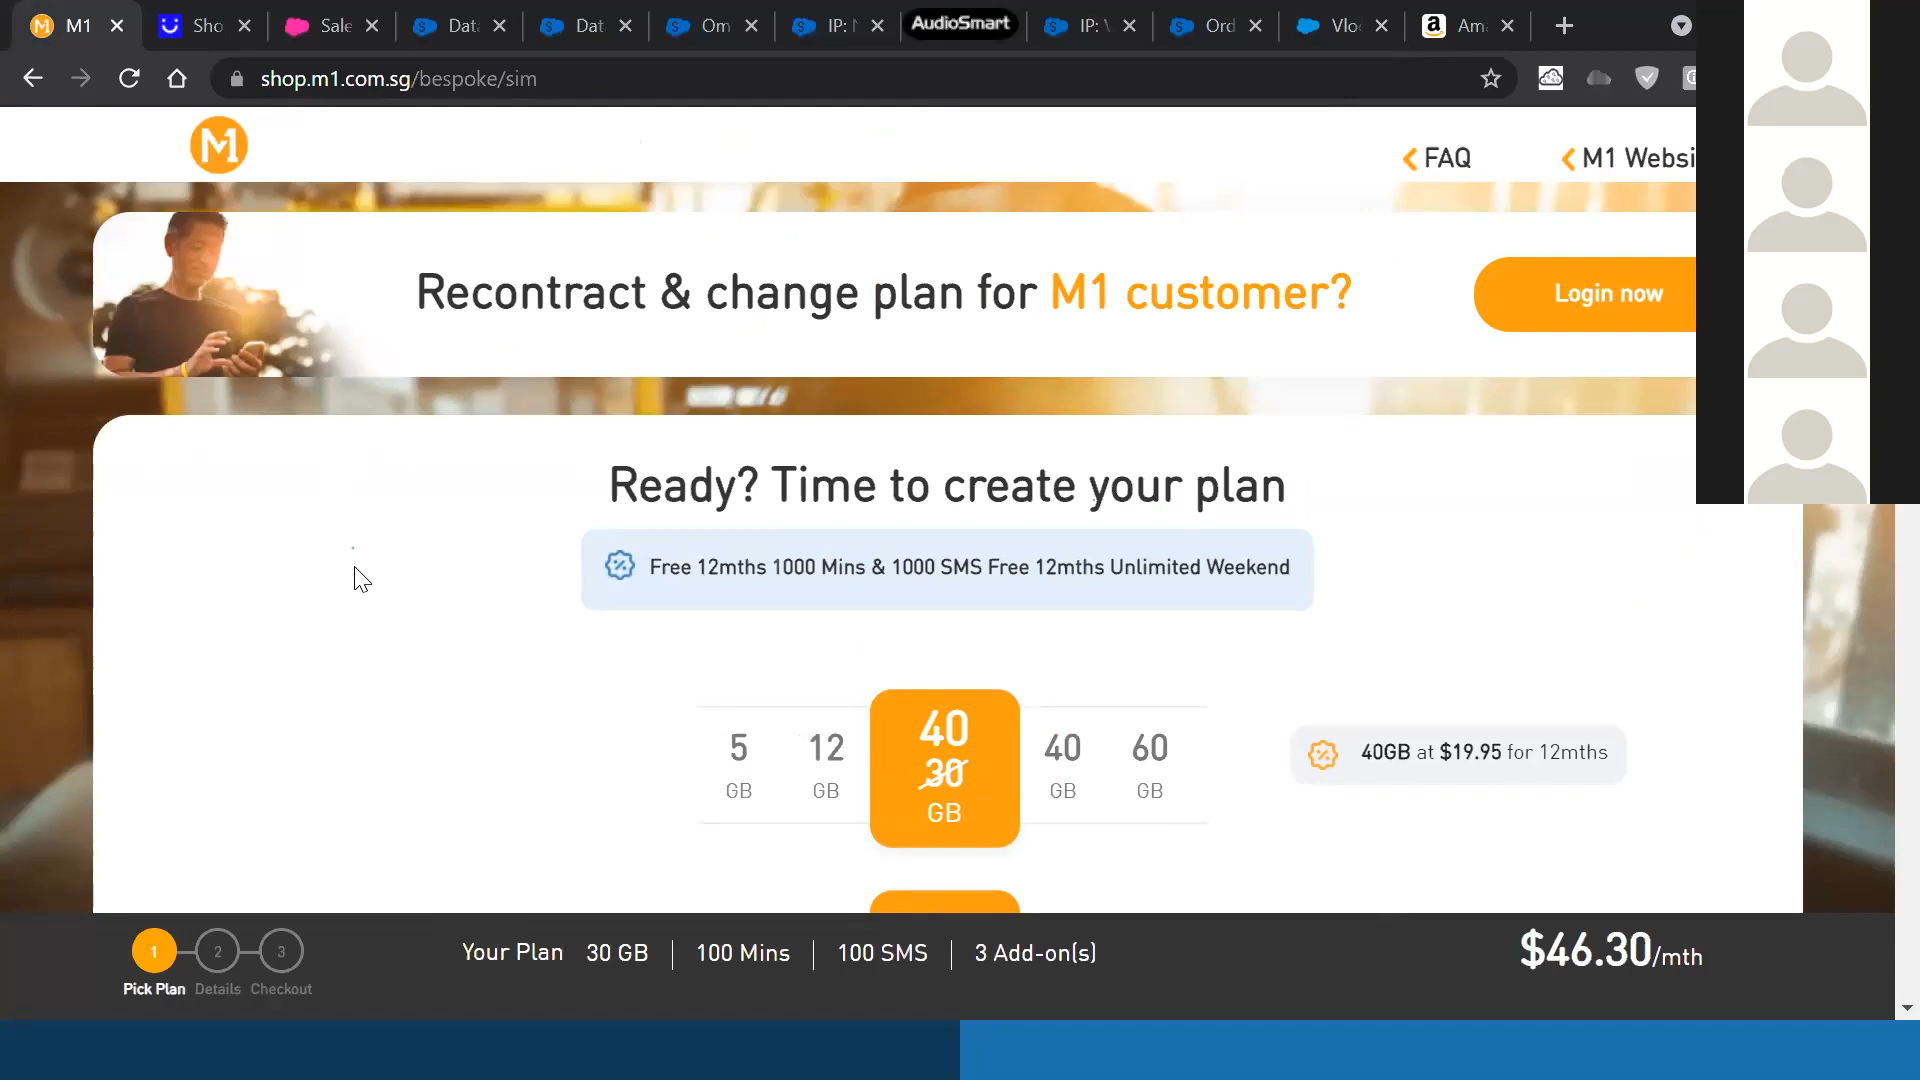 M1 Sho Sale Data Dat Om IP: AudioSmart IP: Ord Vlo Am
shop.m1.com.sg/bespoke/sim
M1
FAQ M1 Websi
Recontract & change plan for M1 customer?
Login now
Ready? Time to create your plan
Free 12mths 1000 Mins & 1000 SMS Free 12mths Unlimited Weekend
5 GB
12 GB
40 30 GB
40 GB
60 GB
40GB at $19.95 for 12mths
1 2 3
Pick Plan Details Checkout
Your Plan 30 GB 100 Mins 100 SMS 3 Add-on(s)
$46.30/mth